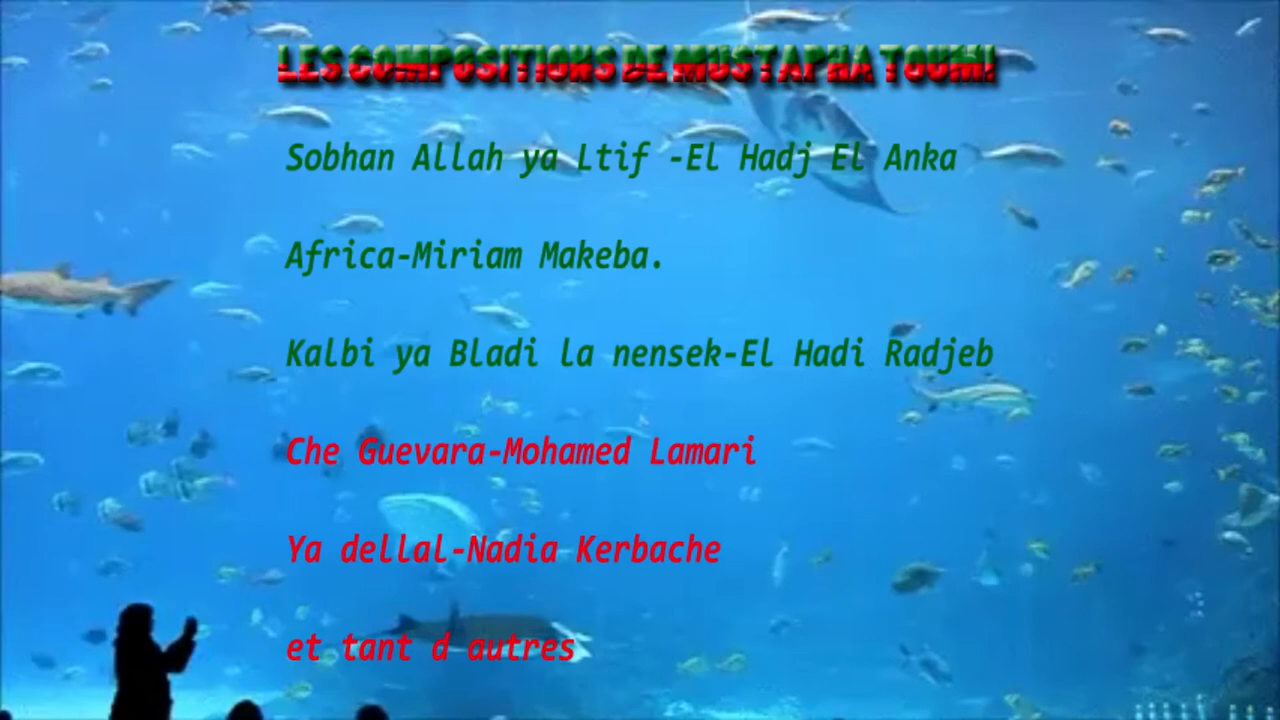 LES COMPOSITIONS DE MUSTAPHA TOUMI
Sobhan Allah ya Ltif -El Hadj El Anka
Africa-Miriam Makeba.
Kalbi ya Bladi la nensek-El Hadi Radjeb
Che Guevara-Mohamed Lamari
Ya dellal-Nadia Kerbache
et tant d autres